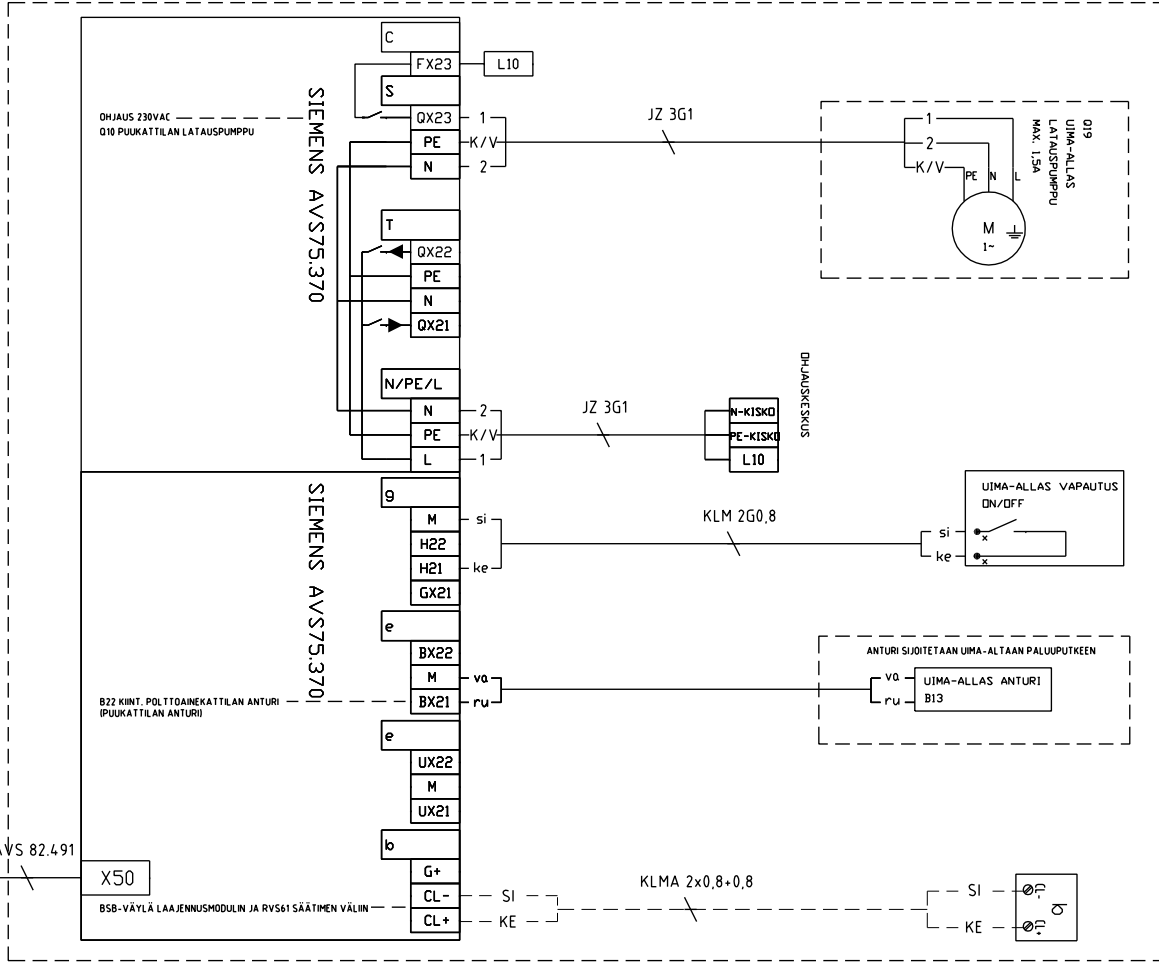 C
FX23
L10
S
OHJAUS 230VAC
Q10 PUUKATTILAN LATAUSPUMPPU
SIEMENS AVS75.370
QX23
1
PE
K/V
N
2
JZ 3G1
1
2
K/V
PE
N
L
M
1~
Q19
UIMA-ALLAS
LATAUSPUMPPU
MAX. 1,5A
T
QX22
PE
N
QX21
N/PE/L
N
2
PE
K/V
L
1
JZ 3G1
N-KISKO
PE-KISKO
L10
OHJAUSKESKUS
SIEMENS AVS75.370
g
M
si
H22
H21
ke
GX21
KLM 2G0,8
si
ke
UIMA-ALLAS VAPAUTUS
ON/OFF
x
x
e
BX22
M
va
BX21
ru
B22 KIINT. POLTTOAINEKATTILAN ANTURI
(PUUKATTILAN ANTURI)
ANTURI SIJOITETAAN UIMA-ALTAAN PALUUPUTKEEN
va
ru
UIMA-ALLAS ANTURI
B13
e
UX22
M
UX21
b
G+
CL-
SI
CL+
KE
AVS 82.491
X50
BSB-VÄYLÄ LAAJENNUSMODULIN JA RVS61 SÄÄTIMEN VÄLIIN
KLMA 2x0,8+0,8
SI
KE
CL-
CL+
b